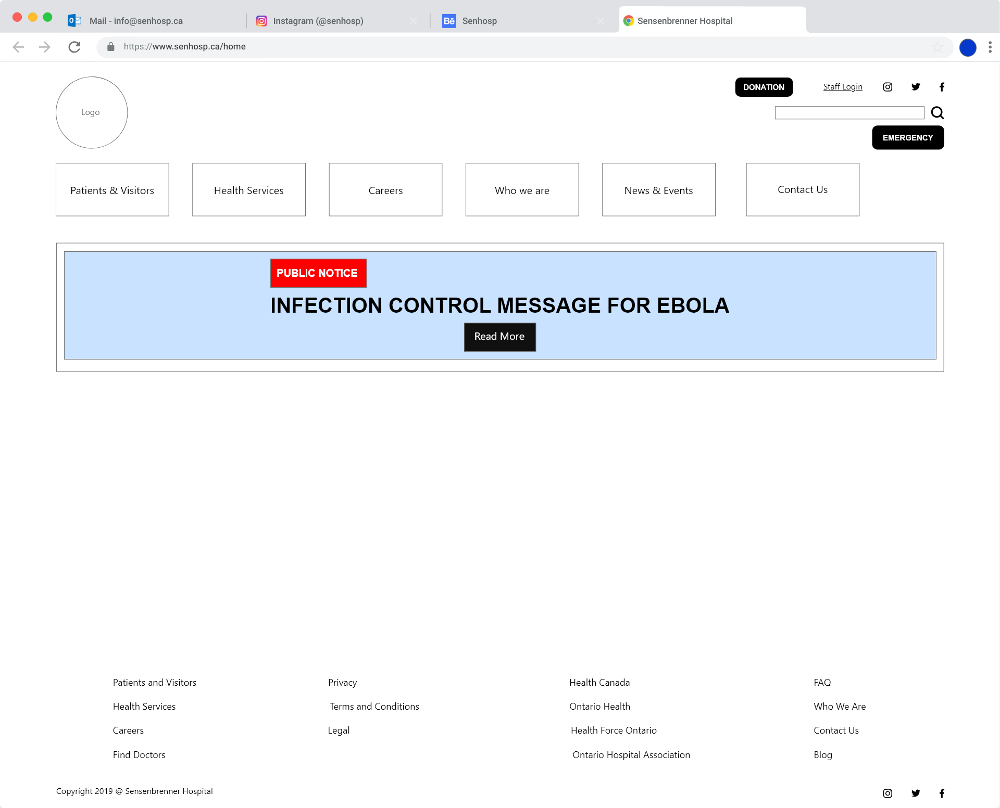 Mail - info@senhosp.ca
Instagram (@senhosp)
Bē
Senhosp
Sensenbrenner Hospital
https://www.senhosp.ca/home
Logo
DONATION
Staff Login
EMERGENCY
Patients & Visitors
Health Services
Careers
Who we are
News & Events
Contact Us
PUBLIC NOTICE
INFECTION CONTROL MESSAGE FOR EBOLA
Read More
Patients and Visitors
Health Services
Careers
Find Doctors
Privacy
Terms and Conditions
Legal
Health Canada
Ontario Health
Health Force Ontario
Ontario Hospital Association
FAQ
Who We Are
Contact Us
Blog
Copyright 2019 @ Sensenbrenner Hospital